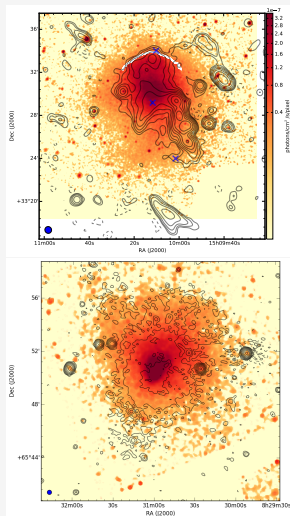 1e−7
36'
3.2
2.8
2.4
2.0
32'
1.6
1.2
28'
0.8
24'
0.4
+33°20'
photons/cm² /s/pixel
Dec (J2000)
11m00s 40s 20s 10m00s 15h09m40s
RA (J2000)
56'
52'
48'
+65°44'
Dec (J2000)
32m00s 30s 31m00s 30s 30m00s 8h29m30s
RA (J2000)